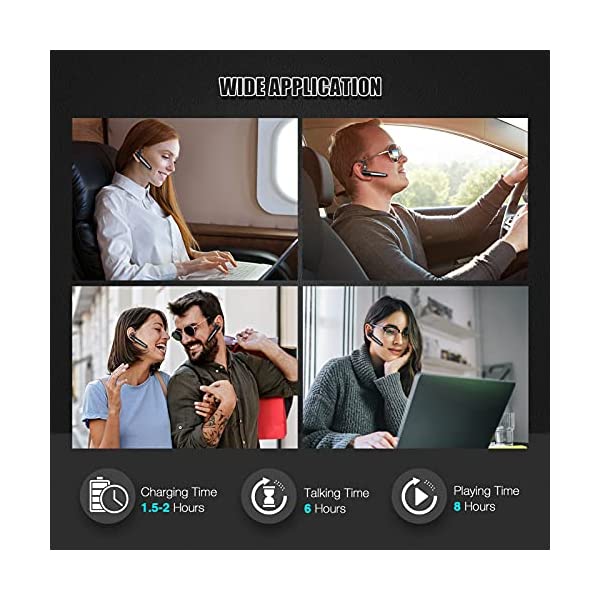 WIDE APPLICATION
Charging Time
1.5-2 Hours
Talking Time
6 Hours
Playing Time
8 Hours